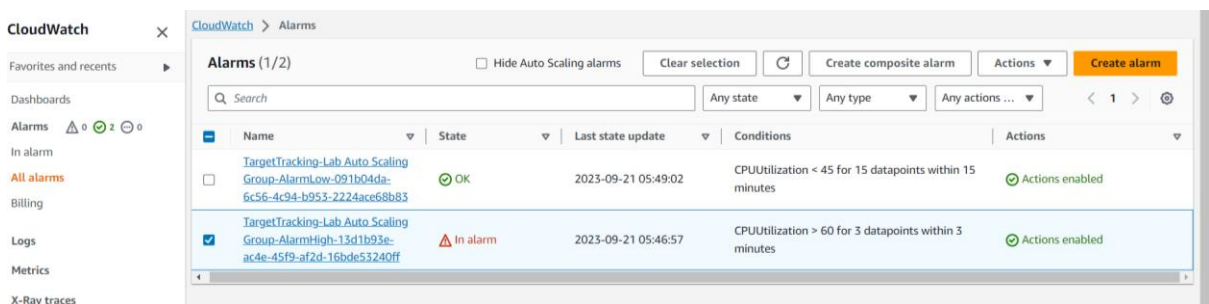 CloudWatch
CloudWatch > Alarms
Favorites and recents
Dashboards
Alarms 0 2 0
In alarm
All alarms
Billing
Logs
Metrics
X-Ray traces
Alarms (1/2)
Hide Auto Scaling alarms
Clear selection
Create composite alarm
Actions
Create alarm
Search
Any state
Any type
Any actions ...
1
Name State Last state update Conditions Actions
TargetTracking-Lab Auto Scaling
Group-AlarmLow-091b04da-
6c56-4c94-b953-2224ace68b83
OK
2023-09-21 05:49:02
CPUUtilization < 45 for 15 datapoints within 15
minutes
Actions enabled
TargetTracking-Lab Auto Scaling
Group-AlarmHigh-13d1b93e-
ac4e-45f9-af2d-16bde53240ff
In alarm
2023-09-21 05:46:57
CPUUtilization > 60 for 3 datapoints within 3
minutes
Actions enabled